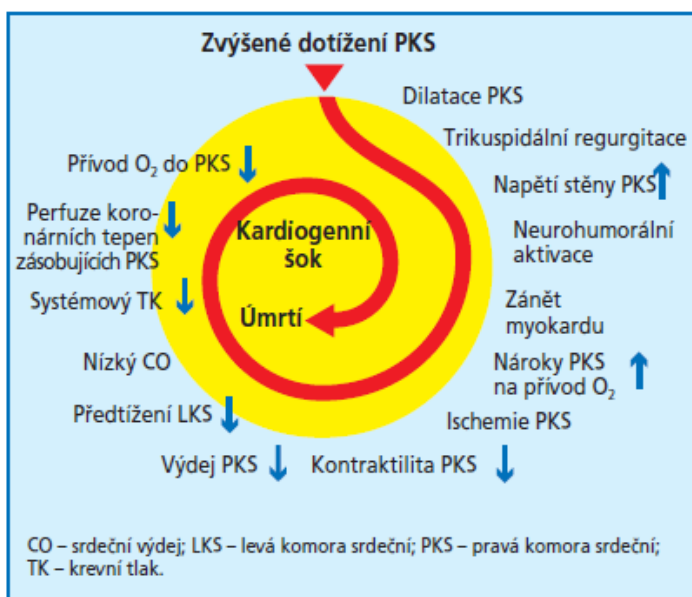 Zvýšené dotížení PKS
Dilatace PKS
Trikuspidální regurgitace
Napětí stěny PKS
Neurohumorální
aktivace
Zánět
myokardu
Nároky PKS
na přívod O₂
Ischemie PKS
Kontraktilita PKS
Výdej PKS
Předtížení LKS
Nízký CO
Systémový TK
Perfuze koro-
nárních tepen
zásobujících PKS
Přívod O₂ do PKS
Kardiogenní
šok
Úmrtí
CO – srdeční výdej; LKS – levá komora srdeční; PKS – pravá komora srdeční;
TK – krevní tlak.